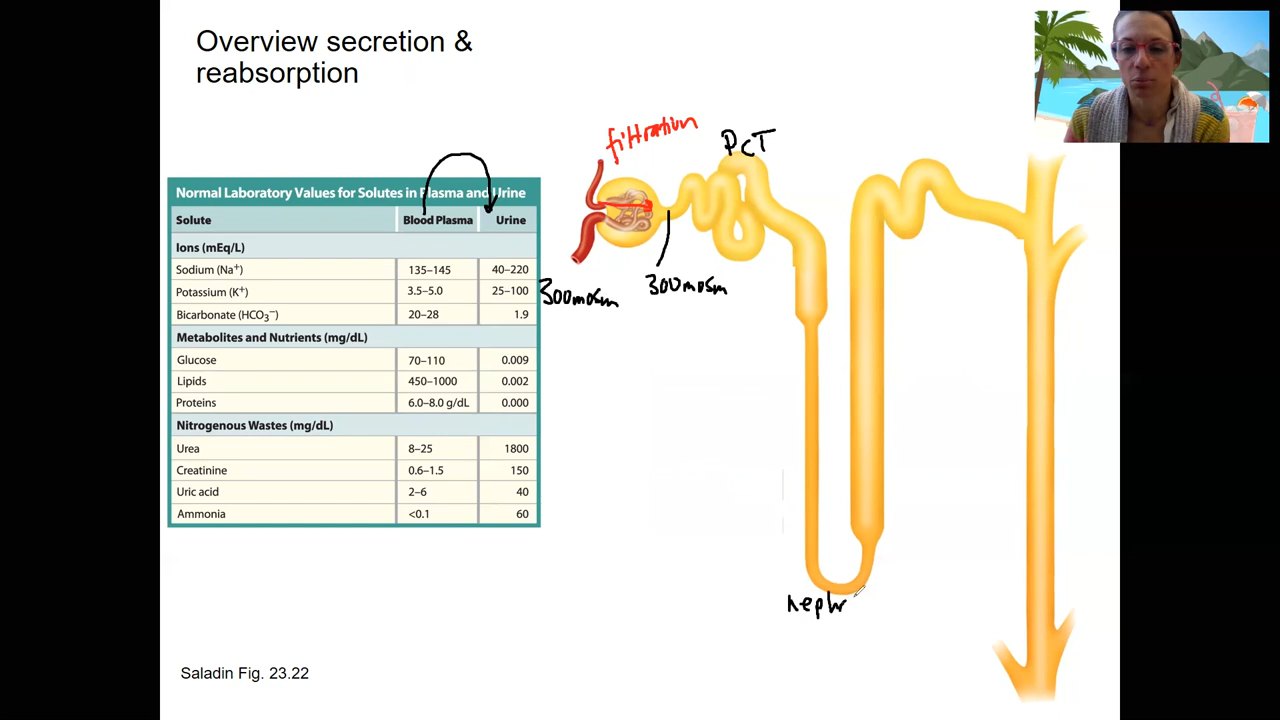 Overview secretion &
reabsorption
filtration
PCT
Normal Laboratory Values for Solutes in Plasma and Urine
Solute Blood Plasma Urine
Ions (mEq/L)
Sodium (Na⁺) 135–145 40–220
Potassium (K⁺) 3.5–5.0 25–100
Bicarbonate (HCO₃⁻) 20–28 1.9
Metabolites and Nutrients (mg/dL)
Glucose 70–110 0.009
Lipids 450–1000 0.002
Proteins 6.0–8.0 g/dL 0.000
Nitrogenous Wastes (mg/dL)
Urea 8–25 1800
Creatinine 0.6–1.5 150
Uric acid 2–6 40
Ammonia <0.1 60
300mosm
300mosm
nephr
Saladin Fig. 23.22